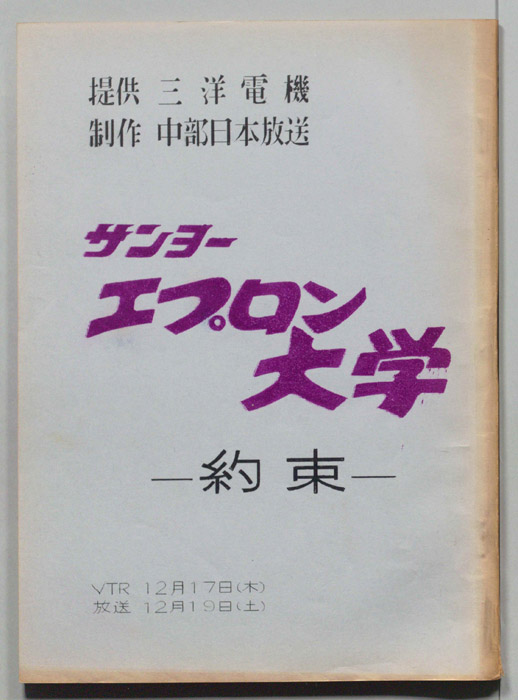 提供 三洋電機
制作 中部日本放送
サンヨー
エプロン
大学
—約束—
VTR 12月17日(木)
放送 12月19日(土)